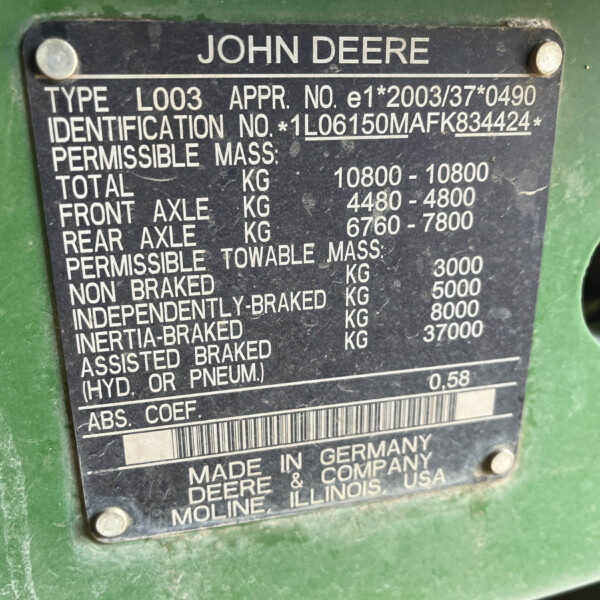 JOHN DEERE
TYPE L003 APPR. NO. e1*2003/37*0490
IDENTIFICATION NO. *1L06150MAFK834424*
PERMISSIBLE MASS:
TOTAL KG 10800 - 10800
FRONT AXLE KG 4480 - 4800
REAR AXLE KG 6760 - 7800
PERMISSIBLE TOWABLE MASS:
NON BRAKED KG 3000
INDEPENDENTLY-BRAKED KG 5000
INERTIA-BRAKED KG 8000
ASSISTED BRAKED KG 37000
(HYD. OR PNEUM.)
ABS. COEF. 0,58
MADE IN GERMANY
DEERE & COMPANY
MOLINE, ILLINOIS, USA